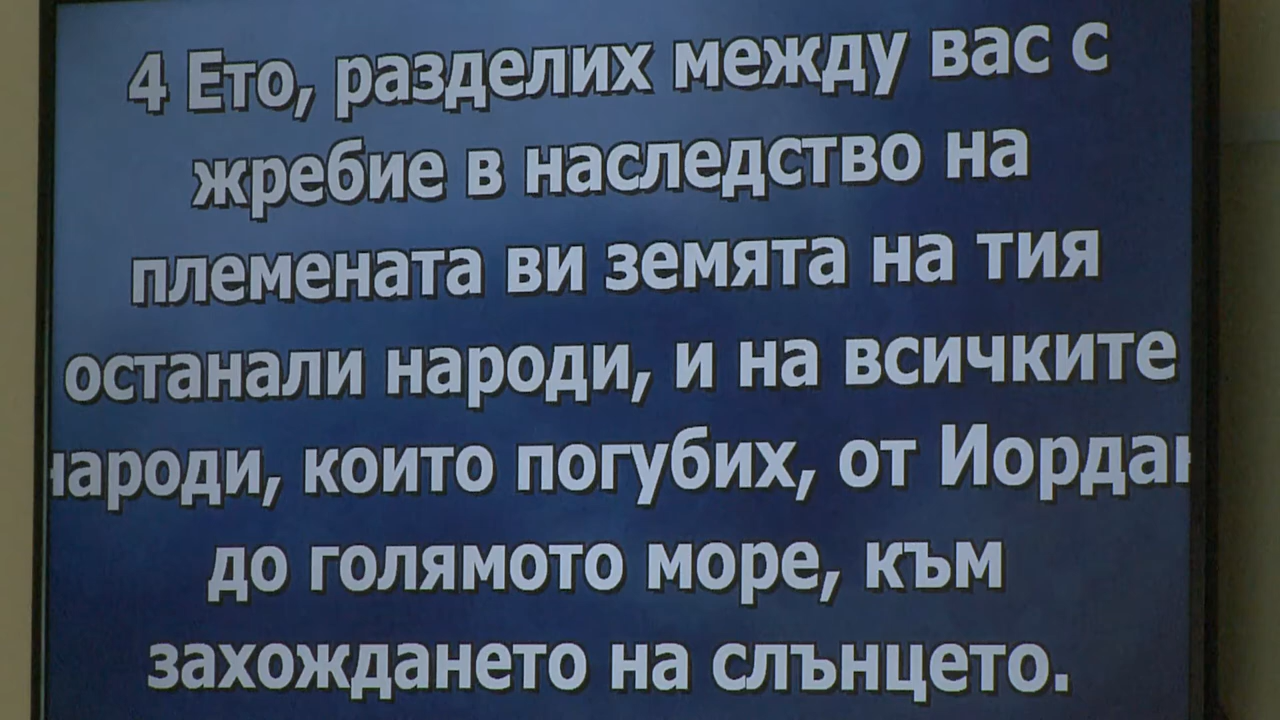 4 Ето, разделих между вас с
жребие в наследство на
племената ви земята на тия
останали народи, и на всичките
народи, които погубих, от Иордан
до голямото море, към
захождането на слънцето.